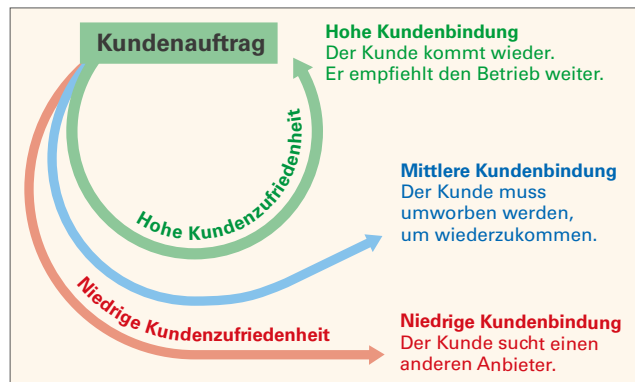 Kundenauftrag
Hohe Kundenbindung
Der Kunde kommt wieder.
Er empfiehlt den Betrieb weiter.
Hohe Kundenzufriedenheit
Mittlere Kundenbindung
Der Kunde muss
umworben werden,
um wiederzukommen.
Niedrige Kundenzufriedenheit
Niedrige Kundenbindung
Der Kunde sucht einen
anderen Anbieter.